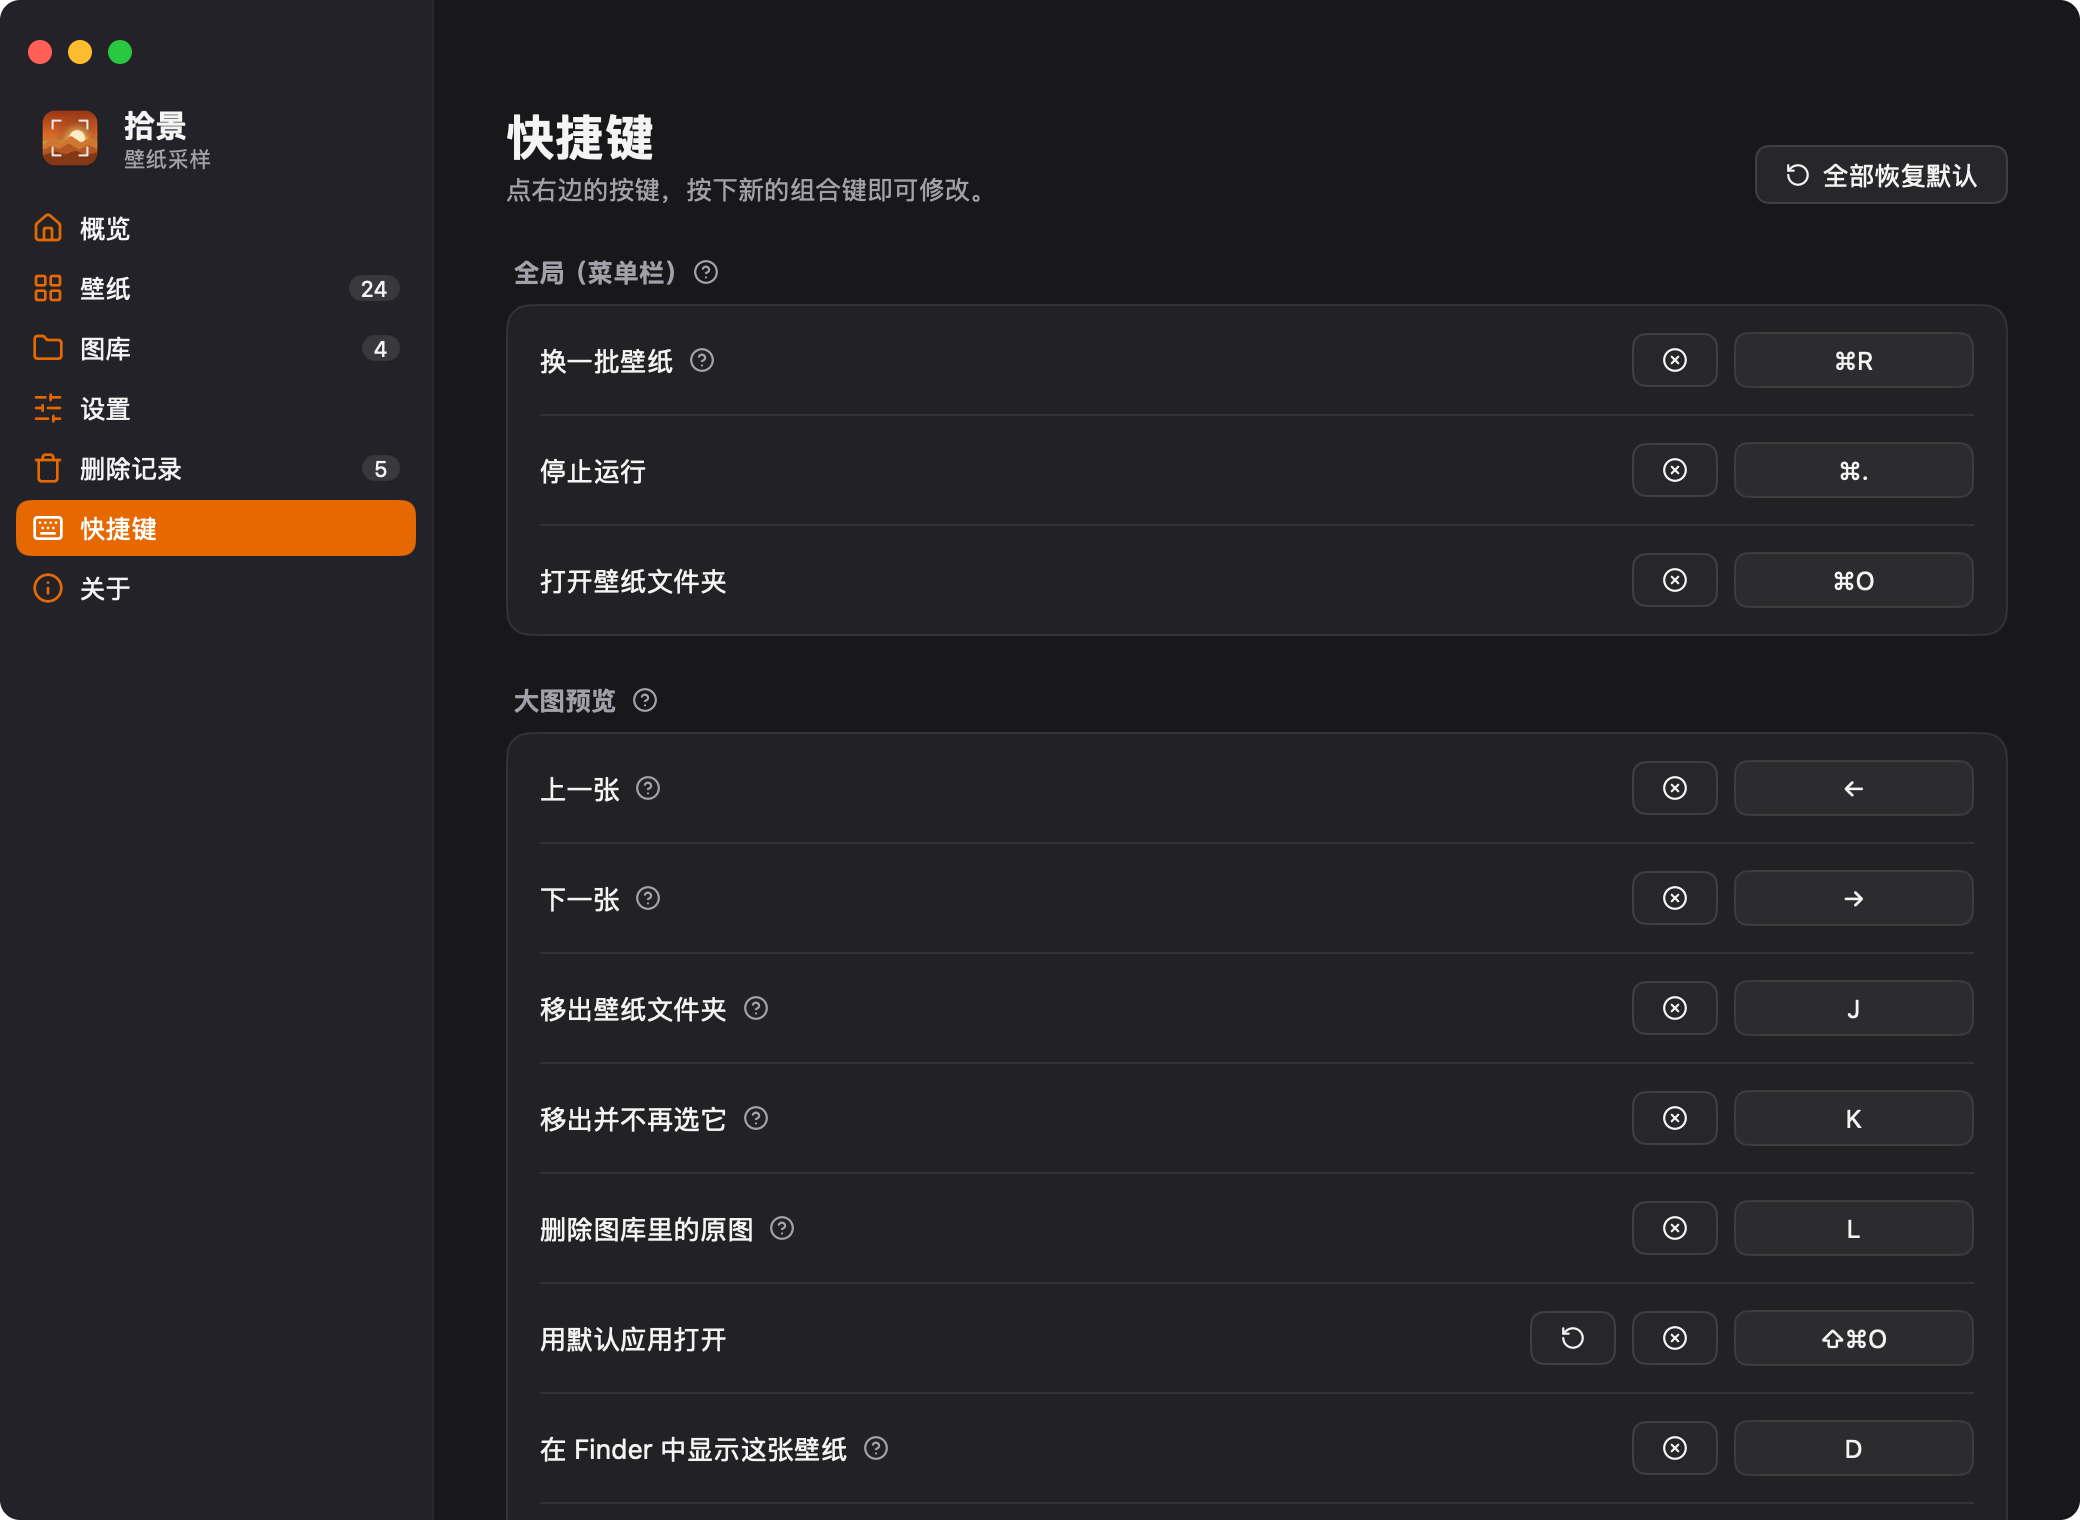 拾景
壁纸采样
概览
壁纸 24
图库 4
设置
删除记录 5
快捷键
关于
快捷键
点右边的按键，按下新的组合键即可修改。
全部恢复默认
全局（菜单栏）
换一批壁纸 ⌘R
停止运行 ⌘.
打开壁纸文件夹 ⌘O
大图预览
上一张 ←
下一张 →
移出壁纸文件夹 J
移出并不再选它 K
删除图库里的原图 L
用默认应用打开 ⇧⌘O
在 Finder 中显示这张壁纸 D